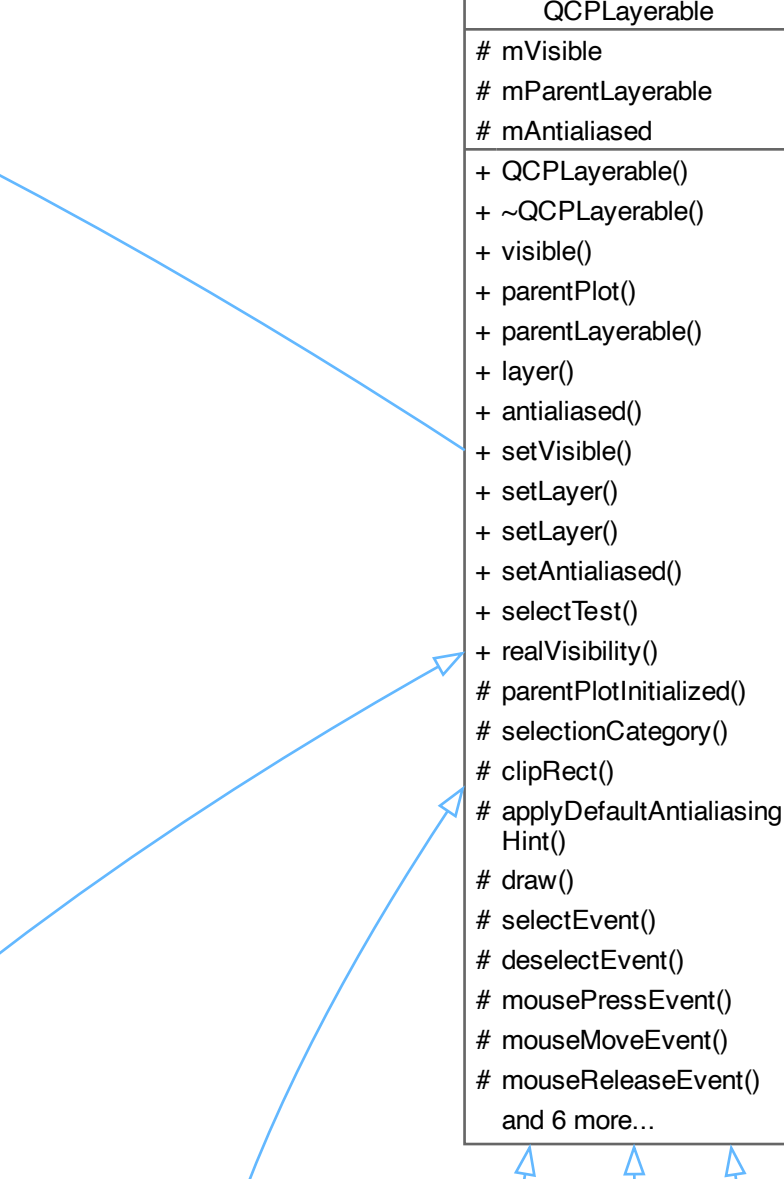 QCPLayerable
# mVisible
# mParentLayerable
# mAntialiased
+ QCPLayerable()
+ ~QCPLayerable()
+ visible()
+ parentPlot()
+ parentLayerable()
+ layer()
+ antialiased()
+ setVisible()
+ setLayer()
+ setLayer()
+ setAntialiased()
+ selectTest()
+ realVisibility()
# parentPlotInitialized()
# selectionCategory()
# clipRect()
# applyDefaultAntialiasing
Hint()
# draw()
# selectEvent()
# deselectEvent()
# mousePressEvent()
# mouseMoveEvent()
# mouseReleaseEvent()
and 6 more...